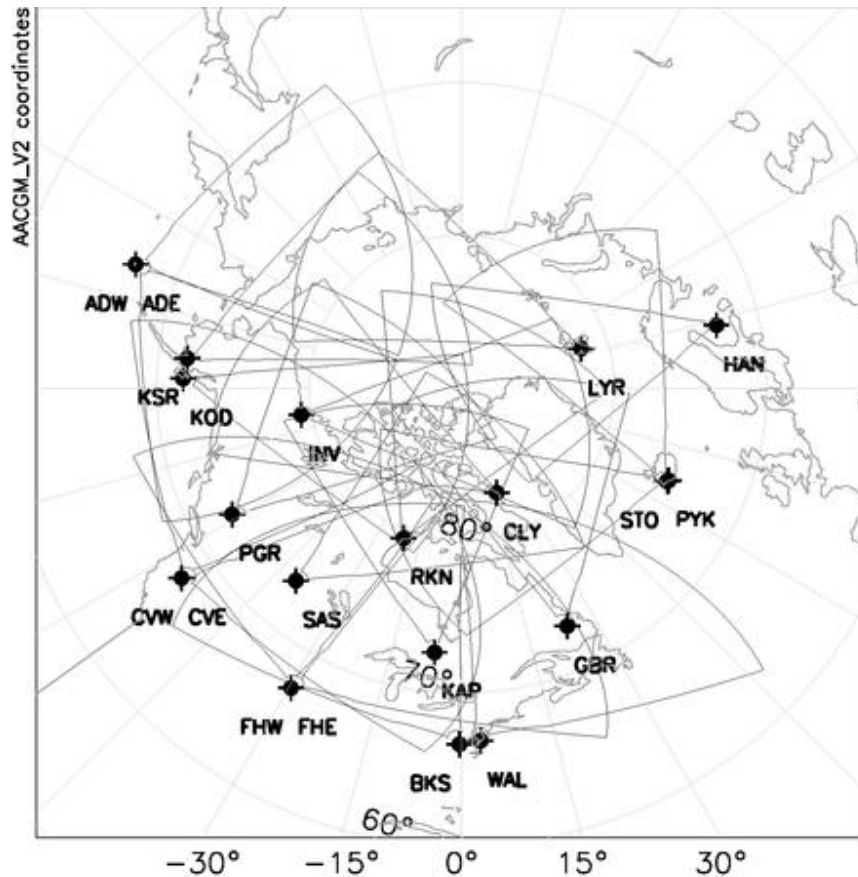 AACGM_V2 coordinates
ADW ADE
HAN
LYR
KSR
KOD
INV
STO PYK
80°
CLY
PGR
RKN
CVW CVE
SAS
GBR
70°
KAP
FHW FHE
BKS WAL
60°
-30° -15° 0° 15° 30°